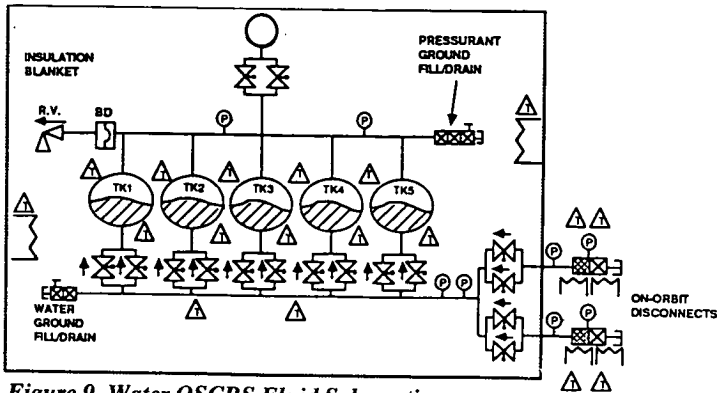 INSULATION
BLANKET
PRESSURANT
GROUND
FILL/DRAIN
R.V.
BD
P
P
T
T
T
T
T
T
TK1
TK2
TK3
TK4
TK5
T
T
T
T
T
T
T
T
P
P
P
P
P
P
T
T
T
T
WATER
GROUND
FILL/DRAIN
ON-ORBIT
DISCONNECTS
Figure 9. Water OSCRS Fluid Schematic